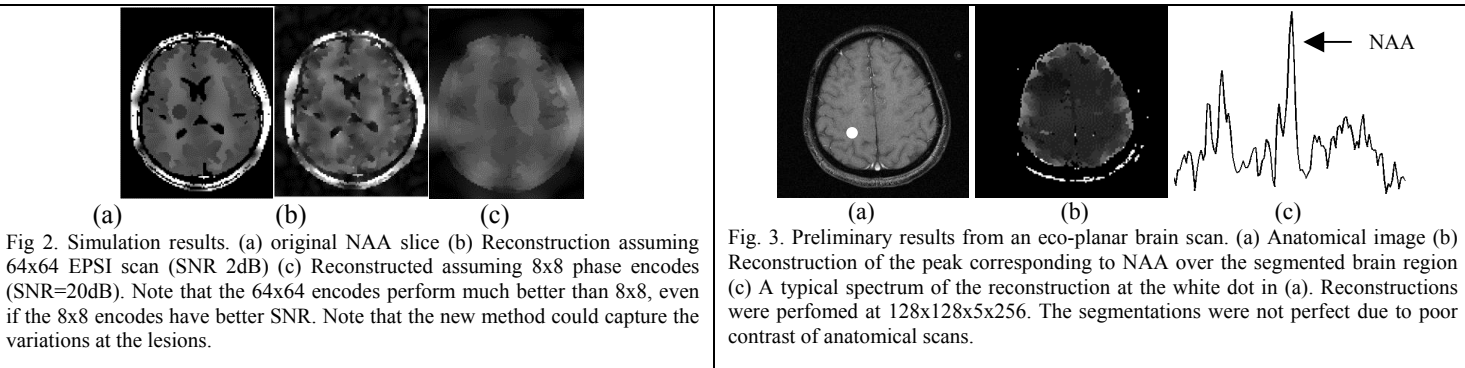 (a) (b) (c)
Fig 2. Simulation results. (a) original NAA slice (b) Reconstruction assuming
64x64 EPSI scan (SNR 2dB) (c) Reconstructed assuming 8x8 phase encodes
(SNR=20dB). Note that the 64x64 encodes perform much better than 8x8, even
if the 8x8 encodes have better SNR. Note that the new method could capture the
variations at the lesions.
NAA
(a) (b) (c)
Fig. 3. Preliminary results from an eco-planar brain scan. (a) Anatomical image (b)
Reconstruction of the peak corresponding to NAA over the segmented brain region
(c) A typical spectrum of the reconstruction at the white dot in (a). Reconstructions
were perfomed at 128x128x5x256. The segmentations were not perfect due to poor
contrast of anatomical scans.